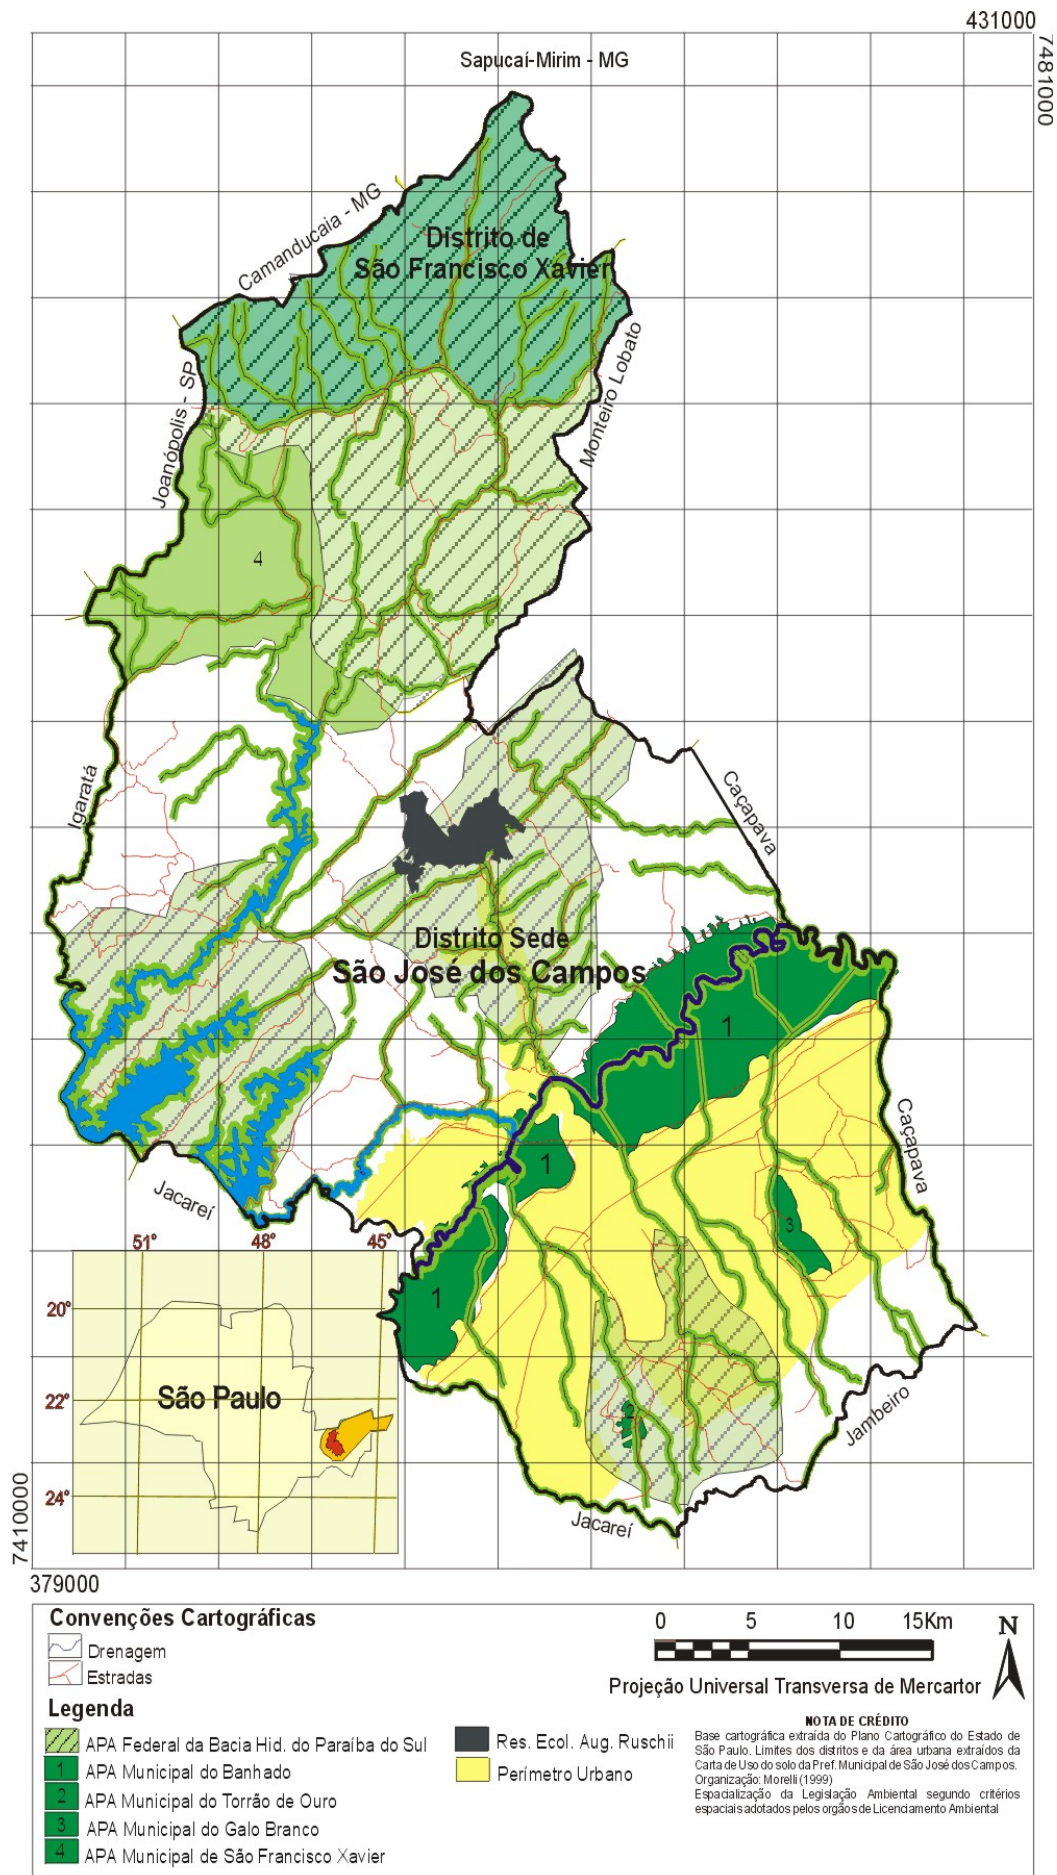 431000
7481000
Sapucaí-Mirim - MG
Camanducaia - MG
Distrito de
São Francisco Xavier
Joanópolis - SP
Monteiro Lobato
4
Igaratá
Caçapava
Distrito Sede
São José dos Campos
1
Caçapava
1
3
Jacareí
1
51°
48°
45°
20°
São Paulo
22°
24°
2
Jambeiro
Jacareí
7410000
379000
Convenções Cartográficas
Drenagem
Estradas
0 5 10 15Km
N
Projeção Universal Transversa de Mercartor
Legenda
APA Federal da Bacia Hid. do Paraíba do Sul
1 APA Municipal do Banhado
2 APA Municipal do Torrão de Ouro
3 APA Municipal do Galo Branco
4 APA Municipal de São Francisco Xavier
Res. Ecol. Aug. Ruschii
Perímetro Urbano
NOTA DE CRÉDITO
Base cartográfica extraída do Plano Cartográfico do Estado de
São Paulo. Limites dos distritos e da área urbana extraídos da
Carta de Uso do solo da Pref. Municipal de São José dos Campos.
Organização: Morelli (1999)
Espacialização da Legislação Ambiental segundo critérios
espaciais adotados pelos orgãos de Licenciamento Ambiental